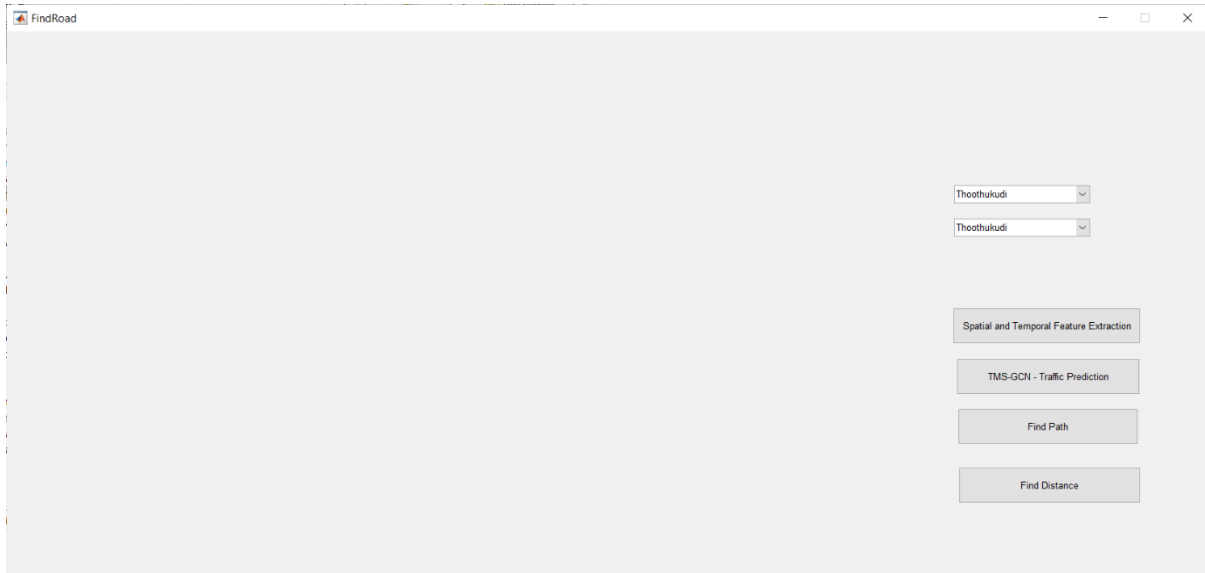 FindRoad
Thoothukudi
Thoothukudi
Spatial and Temporal Feature Extraction
TMS-GCN - Traffic Prediction
Find Path
Find Distance